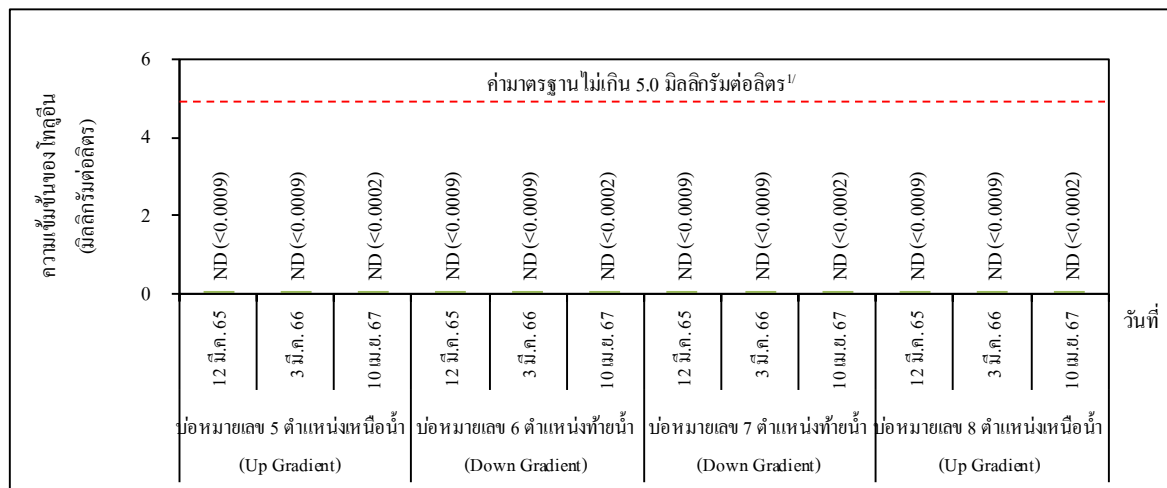 ความเข้มข้นของโทลูอีน
(มิลลิกรัมต่อลิตร)
6
4
2
0
ค่ามาตรฐานไม่เกิน 5.0 มิลลิกรัมต่อลิตร1/
ND (<0.0009)
ND (<0.0009)
ND (<0.0002)
ND (<0.0009)
ND (<0.0009)
ND (<0.0002)
ND (<0.0009)
ND (<0.0009)
ND (<0.0002)
ND (<0.0009)
ND (<0.0009)
ND (<0.0002)
12 มี.ค. 65
3 มี.ค. 66
10 เม.ย. 67
12 มี.ค. 65
3 มี.ค. 66
10 เม.ย. 67
12 มี.ค. 65
3 มี.ค. 66
10 เม.ย. 67
12 มี.ค. 65
3 มี.ค. 66
10 เม.ย. 67
วันที่
บ่อหมายเลข 5 ตำแหน่งเหนือน้ำ
(Up Gradient)
บ่อหมายเลข 6 ตำแหน่งท้ายน้ำ
(Down Gradient)
บ่อหมายเลข 7 ตำแหน่งท้ายน้ำ
(Down Gradient)
บ่อหมายเลข 8 ตำแหน่งเหนือน้ำ
(Up Gradient)